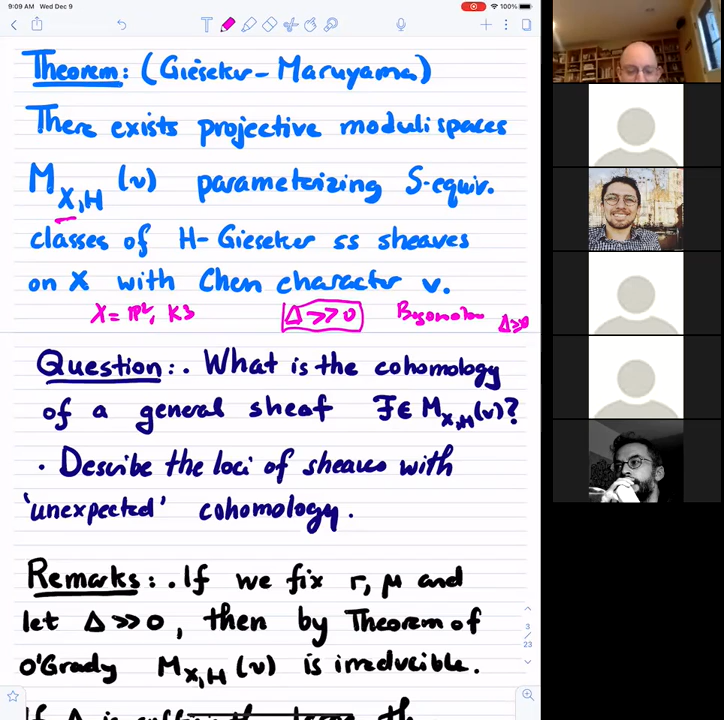 9:09 AM Wed Dec 9
100%
Theorem: (Gieseker-Maruyama)
There exists projective moduli spaces
M_{X,H} (v) parameterizing S-equiv.
classes of H-Gieseker ss sheaves
on X with Chern character v.
X = P², K3 Δ>>0 Bogomolov Δ≥0
Question: . What is the cohomology
of a general sheaf F ∈ M_{X,H}(v)?
. Describe the loci of sheaves with
'unexpected' cohomology.
Remarks: . If we fix r, μ and
let Δ>>0, then by Theorem of
O'Grady M_{X,H}(v) is irreducible.
3
/
23
If Δ is